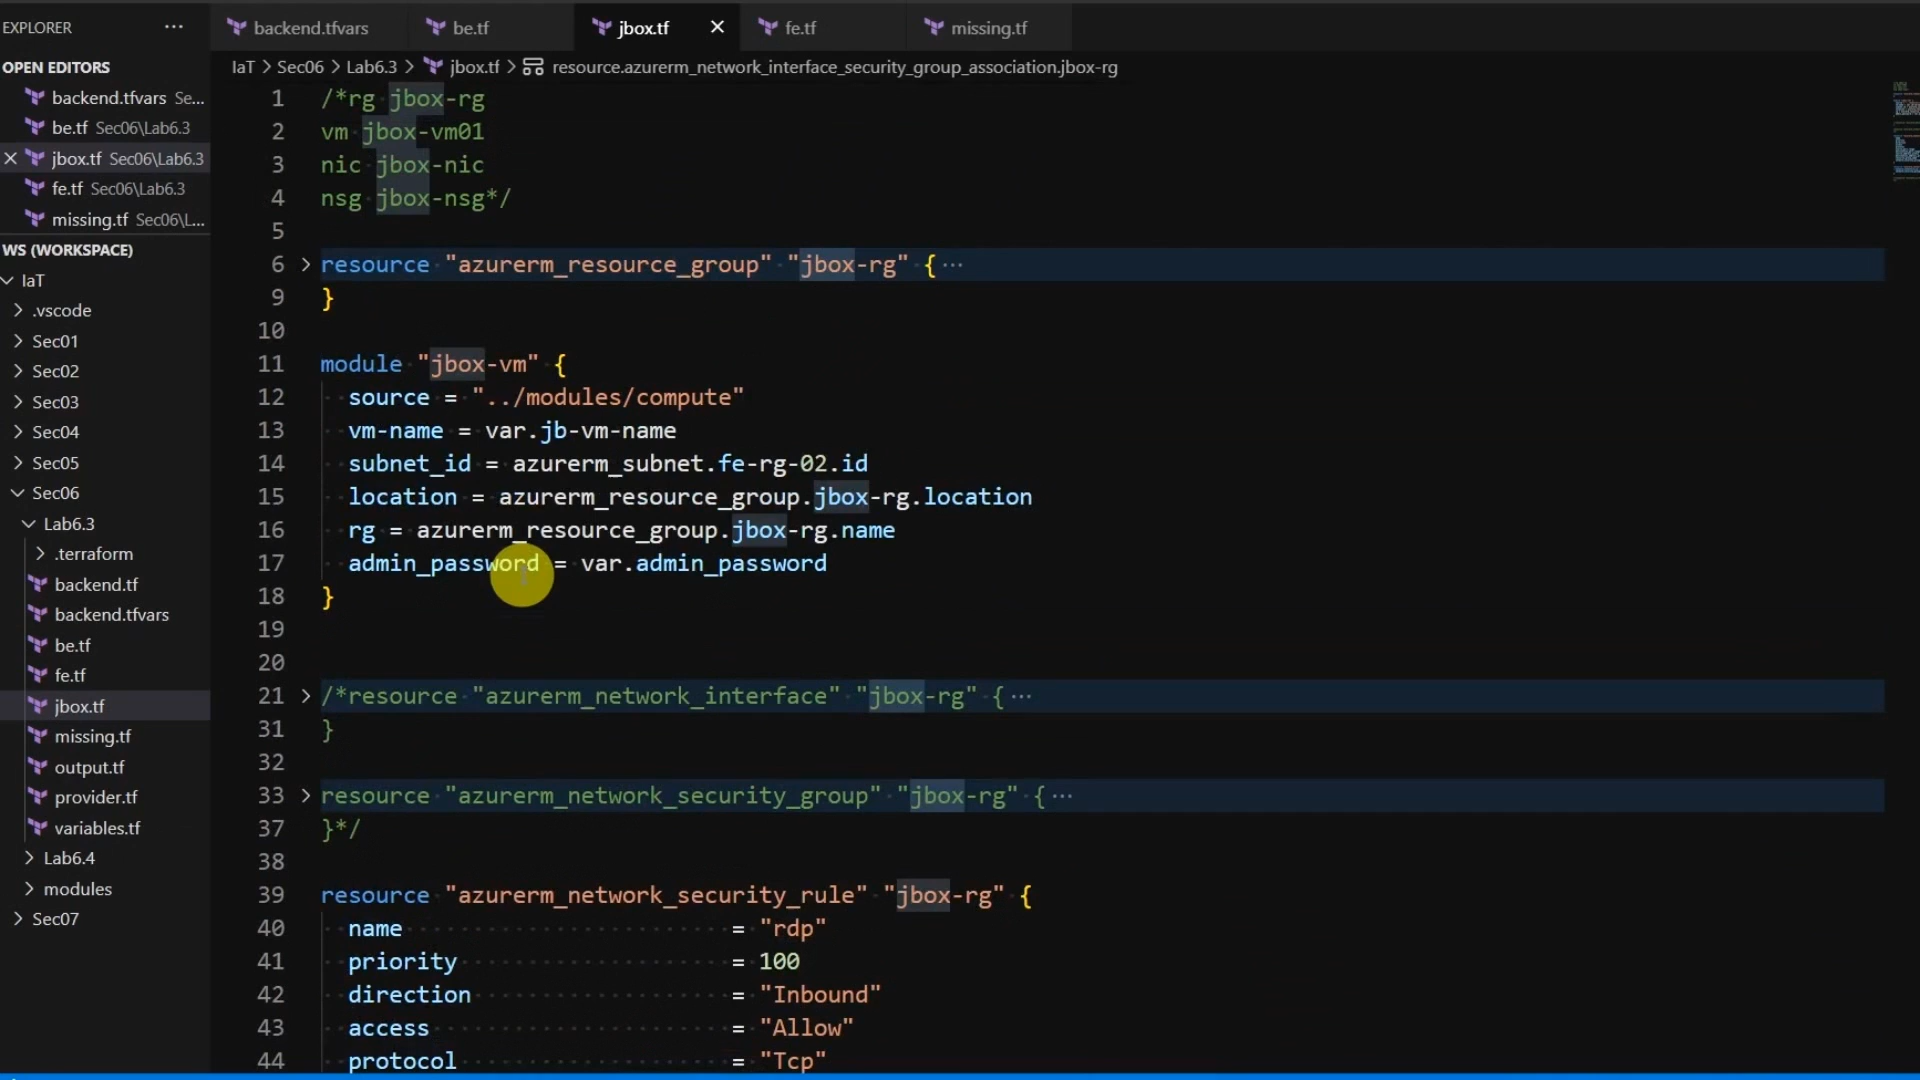 EXPLORER ...
OPEN EDITORS
backend.tfvars Se...
be.tf Sec06\Lab6.3
jbox.tf Sec06\Lab6.3
fe.tf Sec06\Lab6.3
missing.tf Sec06\L...
WS (WORKSPACE)
IaT
.vscode
Sec01
Sec02
Sec03
Sec04
Sec05
Sec06
Lab6.3
.terraform
backend.tf
backend.tfvars
be.tf
fe.tf
jbox.tf
missing.tf
output.tf
provider.tf
variables.tf
Lab6.4
modules
Sec07
backend.tfvars be.tf jbox.tf fe.tf missing.tf
IaT > Sec06 > Lab6.3 > jbox.tf > resource.azurerm_network_interface_security_group_association.jbox-rg
1 /*rg jbox-rg
2 vm jbox-vm01
3 nic jbox-nic
4 nsg jbox-nsg*/
5
6 resource "azurerm_resource_group" "jbox-rg" { ...
9 }
10
11 module "jbox-vm" {
12 source = "../modules/compute"
13 vm-name = var.jb-vm-name
14 subnet_id = azurerm_subnet.fe-rg-02.id
15 location = azurerm_resource_group.jbox-rg.location
16 rg = azurerm_resource_group.jbox-rg.name
17 admin_password = var.admin_password
18 }
19
20
21 /*resource "azurerm_network_interface" "jbox-rg" { ...
31 }
32
33 resource "azurerm_network_security_group" "jbox-rg" { ...
37 }*/
38
39 resource "azurerm_network_security_rule" "jbox-rg" {
40 name = "rdp"
41 priority = 100
42 direction = "Inbound"
43 access = "Allow"
44 protocol = "Tcp"